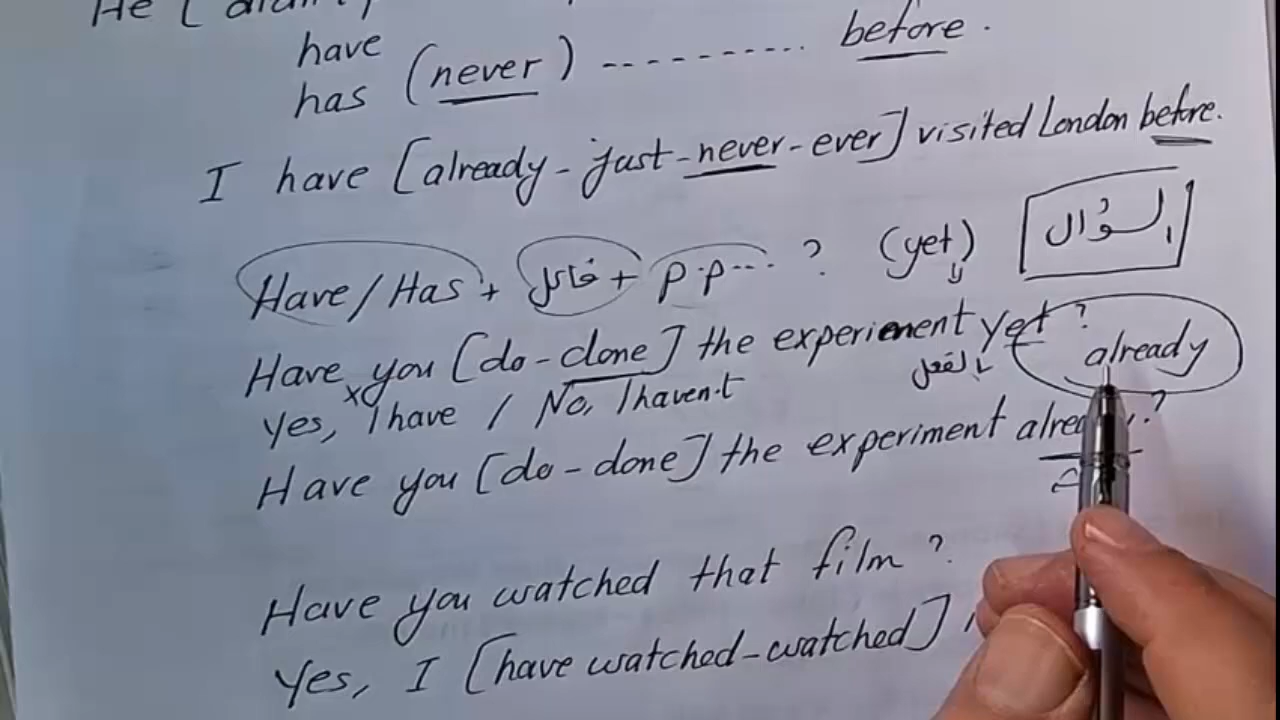 He (
have
has (never) ---------- before.
I have [already - just - never - ever] visited London before.
Have / Has + فاعل + p.p... ? (yet) السؤال
Have you [do - done] the experiment yet ?
بالفعل already
Yes, I have / No, I haven't
Have you [do - done] the experiment ?
Have you watched that film ?
Yes, I [have watched - watched]